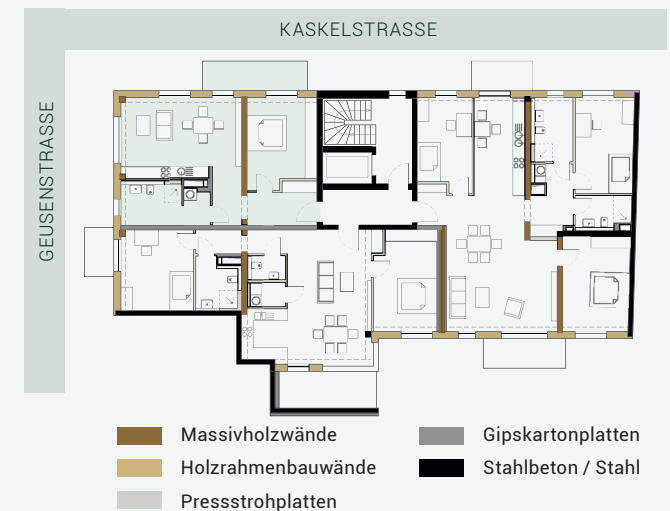 KASKELSTRASSE
GEUSENSTRASSE
Massivholzwände
Holzrahmenbauwände
Pressstrohplatten
Gipskartonplatten
Stahlbeton / Stahl